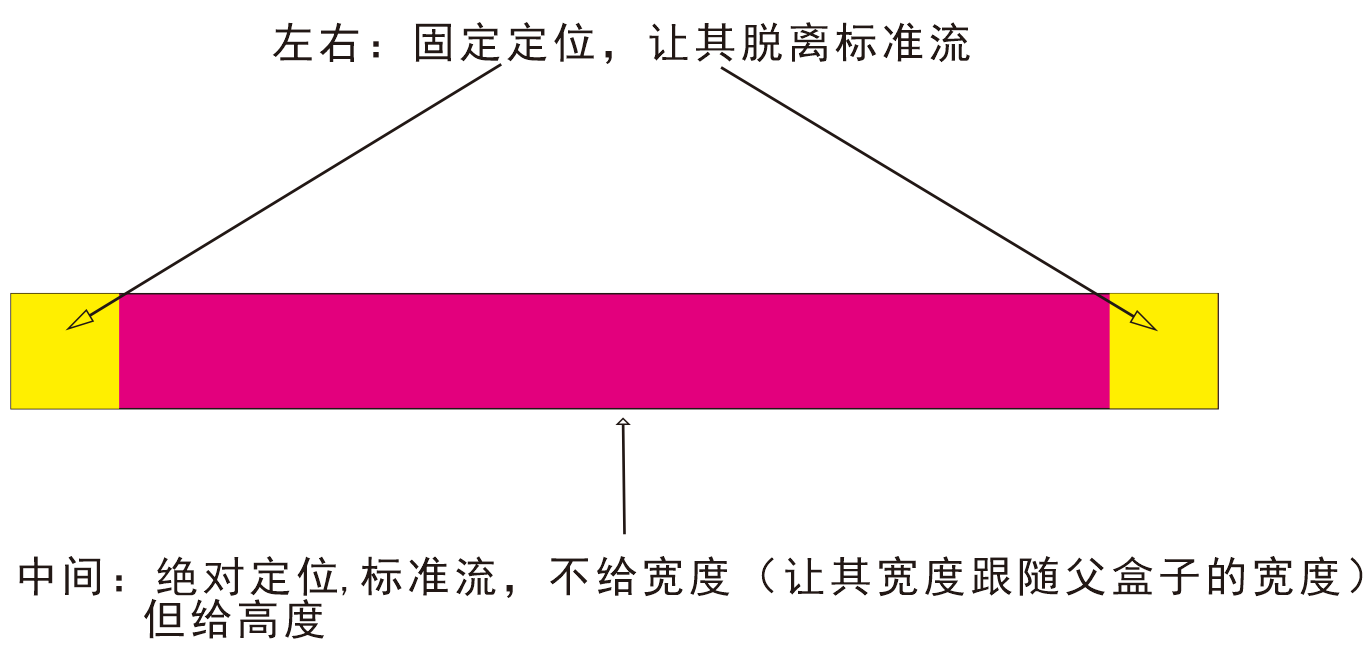 左右：固定定位，让其脱离标准流
中间：绝对定位,标准流，不给宽度（让其宽度跟随父盒子的宽度）
但给高度